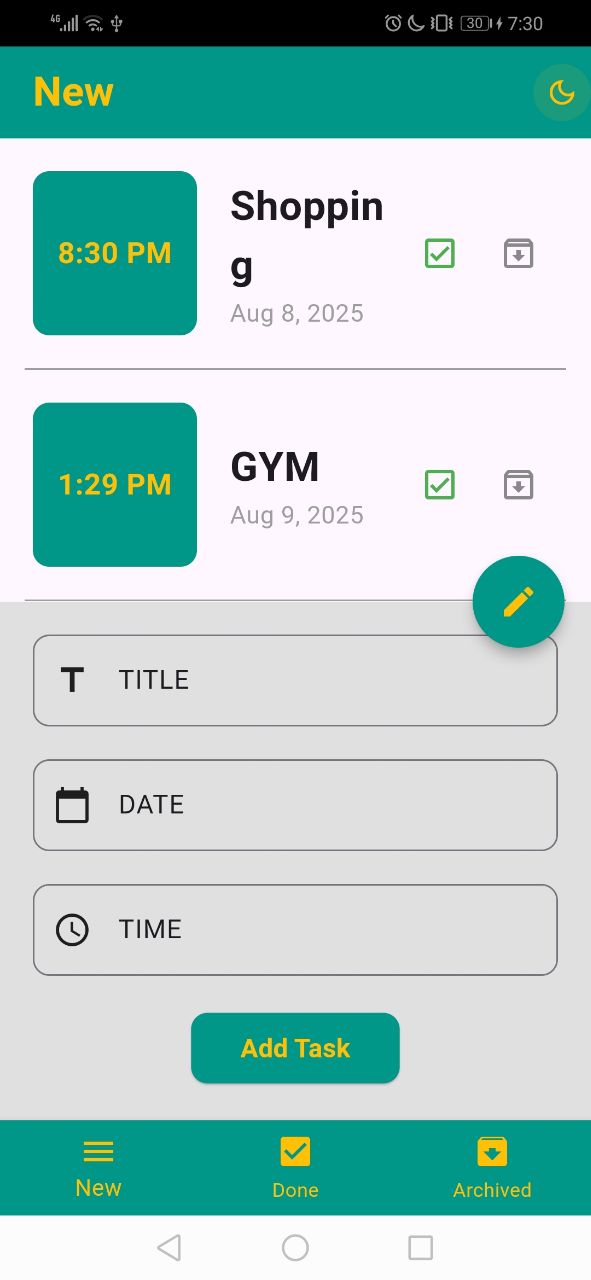 4G 30 7:30
New
8:30 PM
Shoppin
g
Aug 8, 2025
1:29 PM
GYM
Aug 9, 2025
TITLE
DATE
TIME
Add Task
New Done Archived